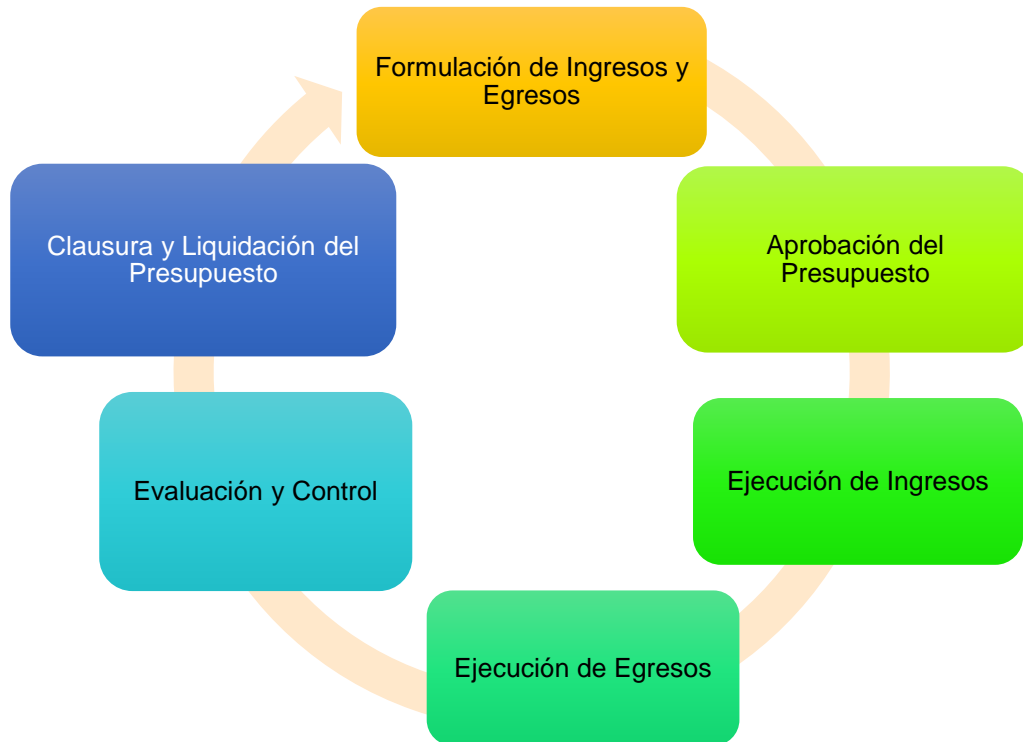 Formulación de Ingresos y
Egresos
Aprobación del
Presupuesto
Ejecución de Ingresos
Ejecución de Egresos
Evaluación y Control
Clausura y Liquidación del
Presupuesto